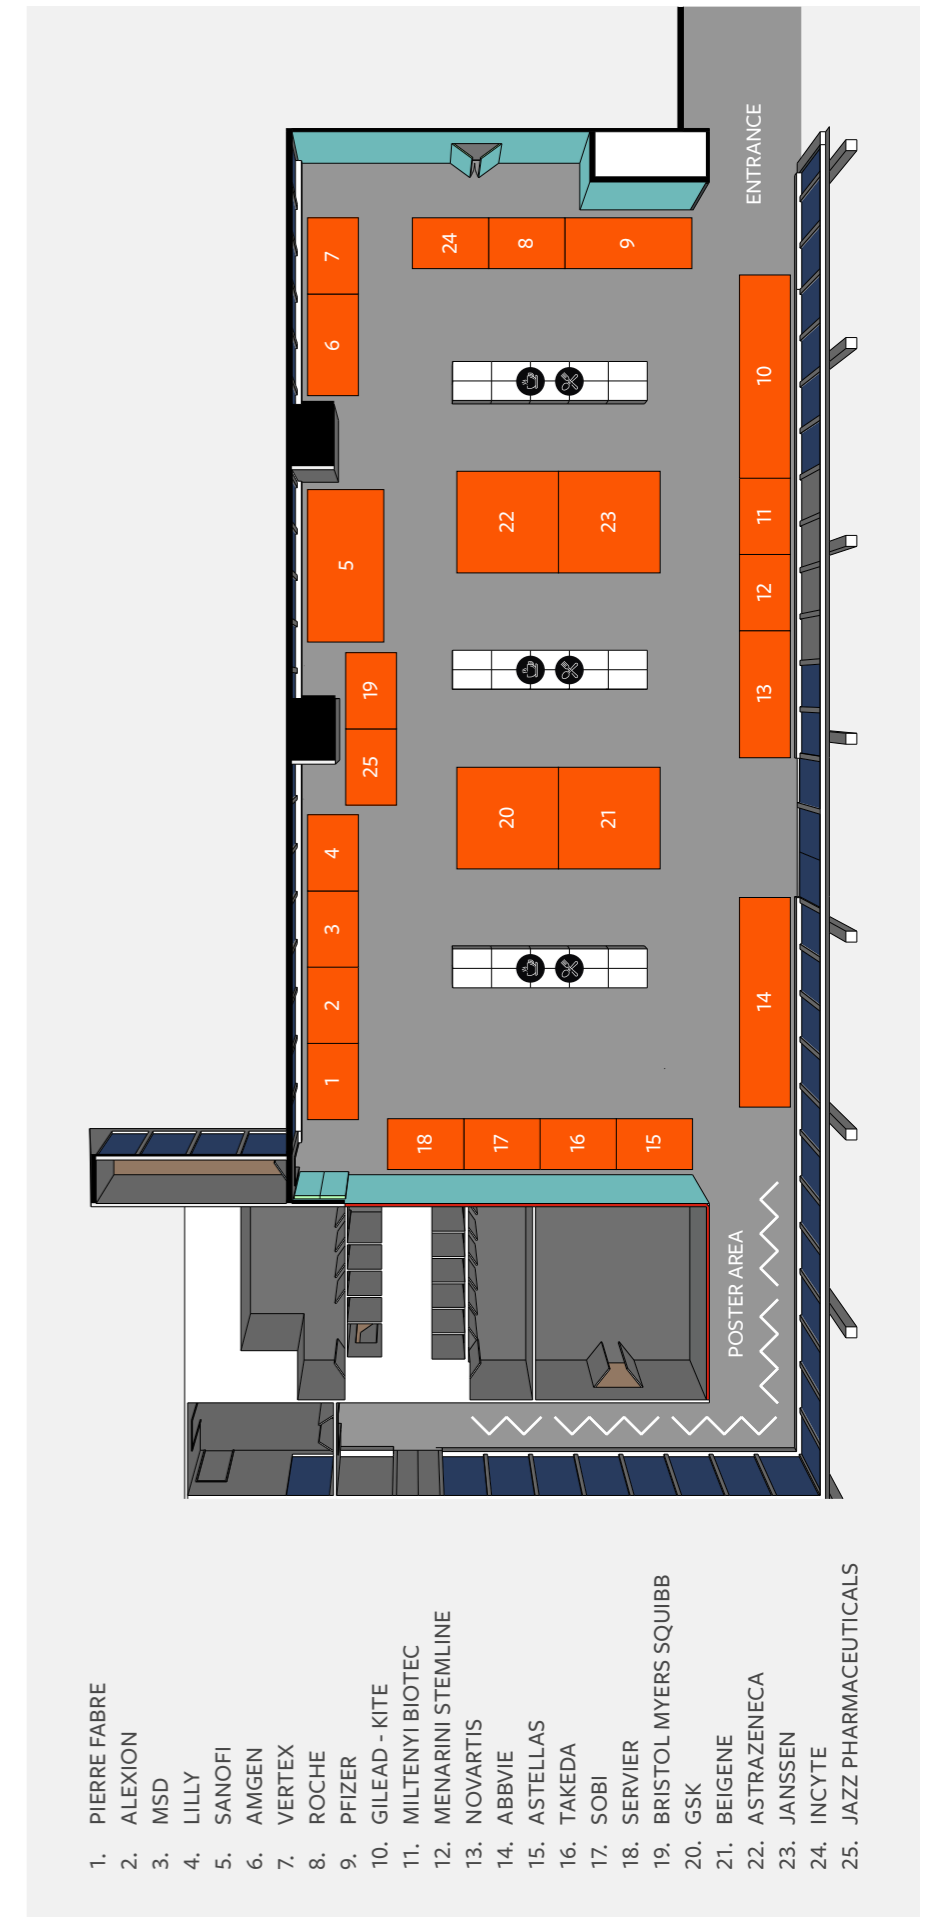 1. PIERRE FABRE
2. ALEXION
3. MSD
4. LILLY
5. SANOFI
6. AMGEN
7. VERTEX
8. ROCHE
9. PFIZER
10. GILEAD - KITE
11. MILTENYI BIOTEC
12. MENARINI STEMLINE
13. NOVARTIS
14. ABBVIE
15. ASTELLAS
16. TAKEDA
17. SOBI
18. SERVIER
19. BRISTOL MYERS SQUIBB
20. GSK
21. BEIGENE
22. ASTRAZENECA
23. JANSSEN
24. INCYTE
25. JAZZ PHARMACEUTICALS
1
2
3
4
25
19
5
6
7
18
17
16
15
20
21
22
23
24
8
9
14
13
12
11
10
POSTER AREA
ENTRANCE